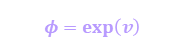 ϕ = exp(v)